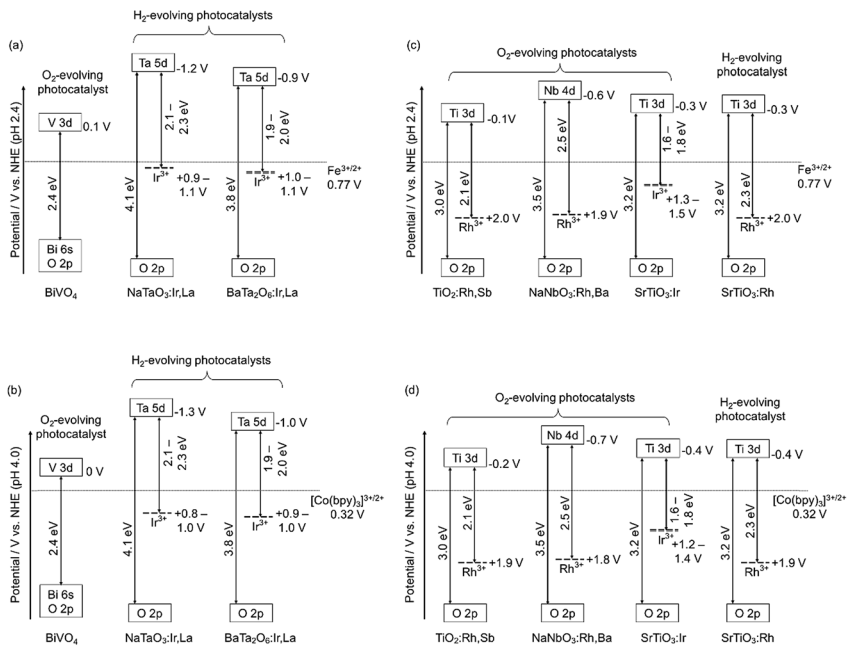 (a)
H₂-evolving photocatalysts
O₂-evolving
photocatalyst
Potential / V vs. NHE (pH 2.4)
V 3d
0.1 V
2.4 eV
Bi 6s
O 2p
BiVO₄
Ta 5d
-1.2 V
4.1 eV
2.1 –
2.3 eV
Ir³⁺
+0.9 –
1.1 V
O 2p
NaTaO₃:Ir,La
Ta 5d
-0.9 V
3.8 eV
1.9 –
2.0 eV
Ir³⁺
+1.0 –
1.1 V
O 2p
BaTa₂O₆:Ir,La
Fe³⁺/²⁺
0.77 V
(c)
O₂-evolving photocatalysts
H₂-evolving
photocatalyst
Potential / V vs. NHE (pH 2.4)
Ti 3d
-0.1V
3.0 eV
2.1 eV
Rh³⁺
+2.0 V
O 2p
TiO₂:Rh,Sb
Nb 4d
-0.6 V
3.5 eV
2.5 eV
Rh³⁺
+1.9 V
O 2p
NaNbO₃:Rh,Ba
Ti 3d
-0.3 V
3.2 eV
1.6 –
1.8 eV
Ir³⁺
+1.3 –
1.5 V
O 2p
SrTiO₃:Ir
Ti 3d
-0.3 V
3.2 eV
2.3 eV
Rh³⁺
+2.0 V
O 2p
SrTiO₃:Rh
Fe³⁺/²⁺
0.77 V
(b)
H₂-evolving photocatalysts
O₂-evolving
photocatalyst
Potential / V vs. NHE (pH 4.0)
V 3d
0 V
2.4 eV
Bi 6s
O 2p
BiVO₄
Ta 5d
-1.3 V
4.1 eV
2.1 –
2.3 eV
Ir³⁺
+0.8 –
1.0 V
O 2p
NaTaO₃:Ir,La
Ta 5d
-1.0 V
3.8 eV
1.9 –
2.0 eV
Ir³⁺
+0.9 –
1.0 V
O 2p
BaTa₂O₆:Ir,La
[Co(bpy)₃]³⁺/²⁺
0.32 V
(d)
O₂-evolving photocatalysts
H₂-evolving
photocatalyst
Potential / V vs. NHE (pH 4.0)
Ti 3d
-0.2 V
3.0 eV
2.1 eV
Rh³⁺
+1.9 V
O 2p
TiO₂:Rh,Sb
Nb 4d
-0.7 V
3.5 eV
2.5 eV
Rh³⁺
+1.8 V
O 2p
NaNbO₃:Rh,Ba
Ti 3d
-0.4 V
3.2 eV
1.6 –
1.8 eV
Ir³⁺
+1.2 –
1.4 V
O 2p
SrTiO₃:Ir
Ti 3d
-0.4 V
3.2 eV
2.3 eV
Rh³⁺
+1.9 V
O 2p
SrTiO₃:Rh
[Co(bpy)₃]³⁺/²⁺
0.32 V